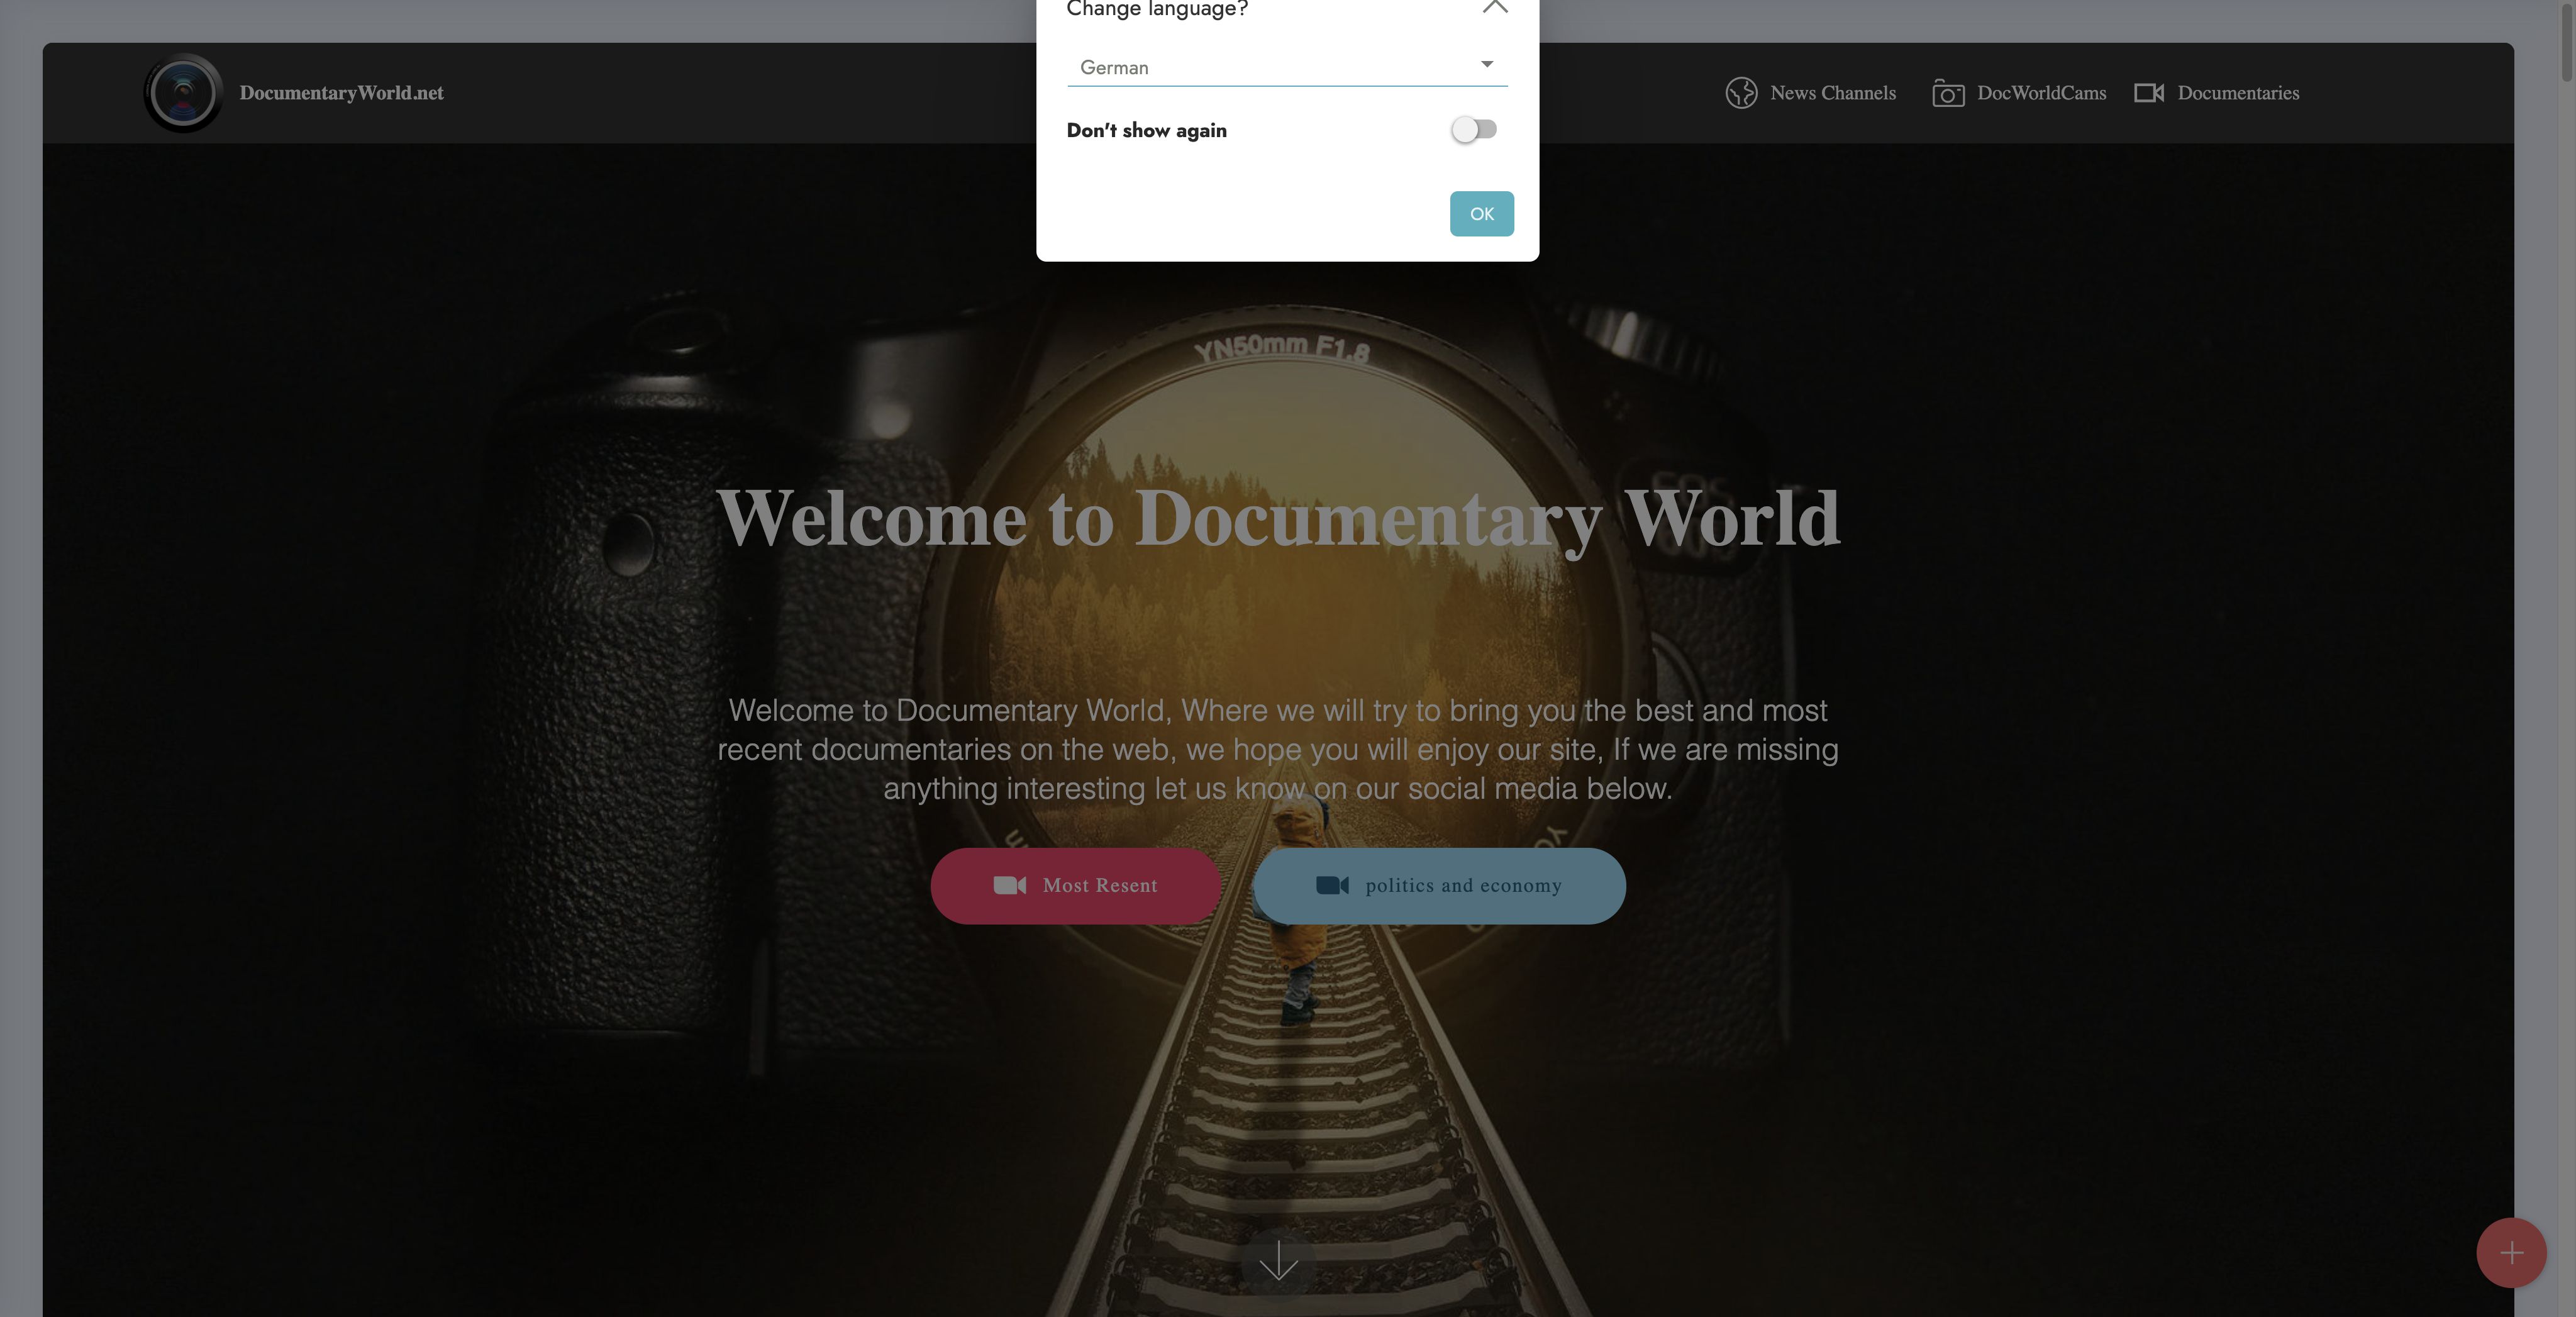 Change language?
German
Don't show again
OK
DocumentaryWorld.net
News Channels
DocWorldCams
Documentaries
YN50mm F1.8
Welcome to Documentary World
Welcome to Documentary World, Where we will try to bring you the best and most
recent documentaries on the web, we hope you will enjoy our site, If we are missing
anything interesting let us know on our social media below.
Most Resent
politics and economy